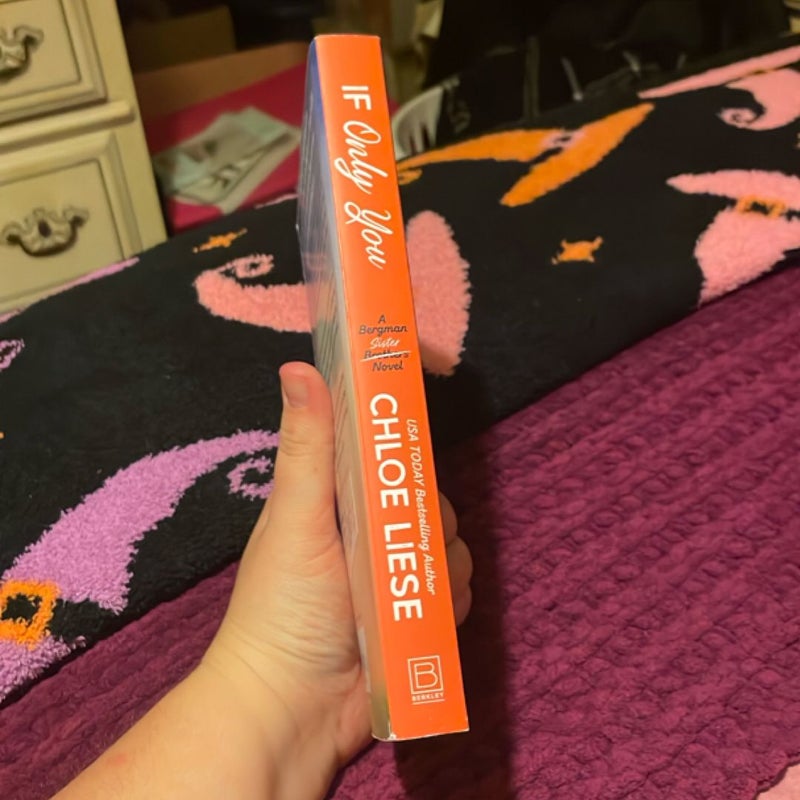 IF Only You
A
Bergman
Sister
Brothers
Novel
USA TODAY Bestselling Author
CHLOE LIESE
B
BERKLEY